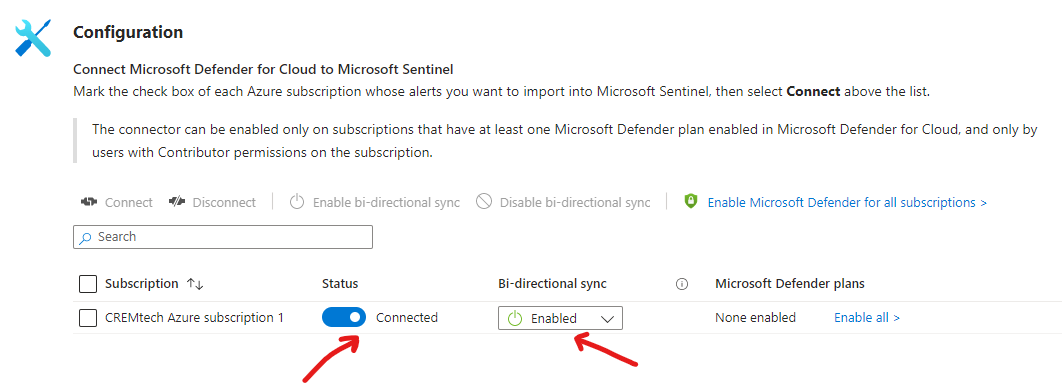 Configuration
Connect Microsoft Defender for Cloud to Microsoft Sentinel
Mark the check box of each Azure subscription whose alerts you want to import into Microsoft Sentinel, then select Connect above the list.
The connector can be enabled only on subscriptions that have at least one Microsoft Defender plan enabled in Microsoft Defender for Cloud, and only by
users with Contributor permissions on the subscription.
Connect Disconnect Enable bi-directional sync Disable bi-directional sync Enable Microsoft Defender for all subscriptions >
Search
Subscription Status Bi-directional sync Microsoft Defender plans
CREMtech Azure subscription 1 Connected Enabled None enabled Enable all >